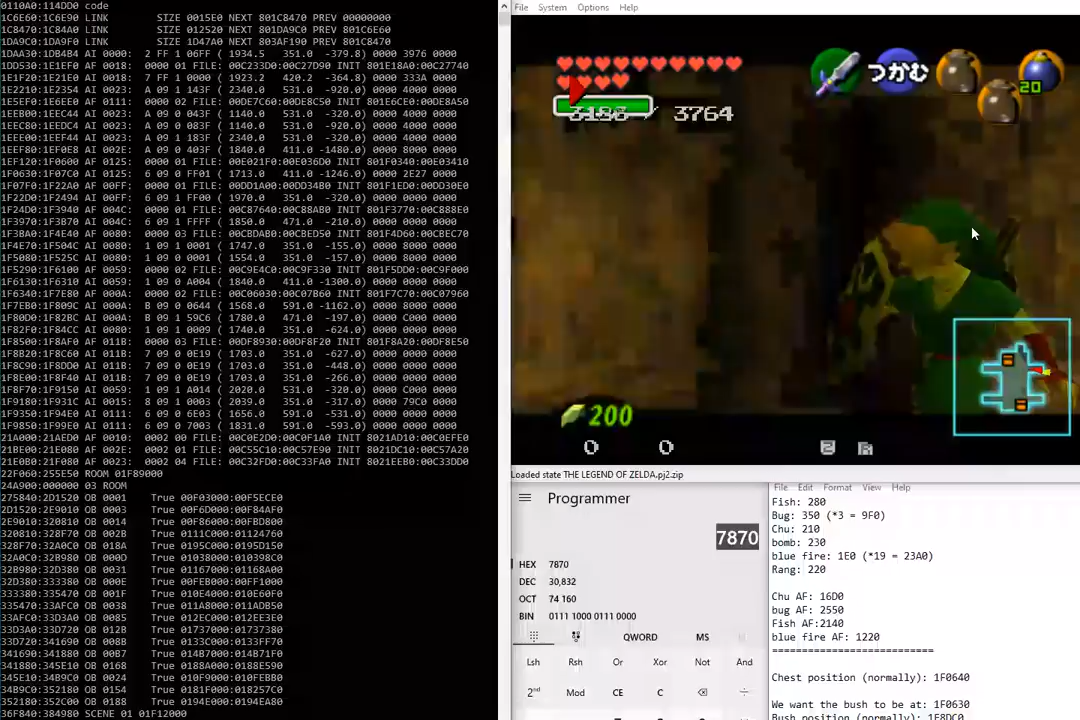 0110A0:114DD0 code
1C6E60:1C6E90 LINK SIZE 0015E0 NEXT 801C8470 PREV 00000000
1C8470:1C84A0 LINK SIZE 012520 NEXT 801DA9C0 PREV 801C6E60
1DA9C0:1DA9F0 LINK SIZE 1D47A0 NEXT 803AF190 PREV 801C8470
1DAA30:1DB4B4 AI 0000: 2 FF 1 06FF ( 1934.5 351.0 -379.8) 0000 3976 0000
1DD530:1E1EF0 AF 0018: 0000 01 FILE: 00C233D0:00C27D90 INIT 801E18A0:00C27740
1E1F20:1E21E0 AI 0018: 7 FF 1 0000 ( 1923.2 420.2 -364.8) 0000 333A 0000
1E2210:1E2354 AI 0023: A 09 1 143F ( 2340.0 531.0 -920.0) 0000 4000 0000
1E5EF0:1E6EE0 AF 0111: 0000 02 FILE: 00DE7C60:00DE8C50 INIT 801E6CE0:00DE8A50
1EEB00:1EEC44 AI 0023: A 09 0 043F ( 1140.0 531.0 -320.0) 0000 4000 0000
1EEC80:1EEDC4 AI 0023: A 09 0 083F ( 1140.0 531.0 -920.0) 0000 4000 0000
1EEE00:1EEF44 AI 0023: A 09 1 183F ( 2340.0 531.0 -320.0) 0000 4000 0000
1EEF80:1EF0E8 AI 002E: A 09 0 403F ( 1840.0 411.0 -1480.0) 0000 8000 0000
1EF120:1F0600 AF 0125: 0000 01 FILE: 00E021F0:00E036D0 INIT 801F0340:00E03410
1F0630:1F07C0 AI 0125: 6 09 0 FF01 ( 1713.0 411.0 -1246.0) 0000 2E27 0000
1F07F0:1F22A0 AF 00FF: 0000 01 FILE: 00DD1A00:00DD34B0 INIT 801F1ED0:00DD30E0
1F22D0:1F2494 AI 00FF: 6 09 1 FF00 ( 1970.0 351.0 -320.0) 0000 0000 0000
1F24D0:1F3940 AF 004C: 0000 01 FILE: 00C87640:00C88AB0 INIT 801F3770:00C888E0
1F3970:1F3B70 AI 004C: 6 09 1 FFFF ( 1850.0 471.0 -210.0) 0000 0000 0000
1F3BA0:1F4E40 AF 0080: 0000 03 FILE: 00CBDAB0:00CBED50 INIT 801F4D60:00CBEC70
1F4E70:1F504C AI 0080: 1 09 1 0001 ( 1747.0 351.0 -155.0) 0000 8000 0000
1F5080:1F525C AI 0080: 1 09 0 0001 ( 1554.0 351.0 -157.0) 0000 8000 0000
1F5290:1F6100 AF 0059: 0000 02 FILE: 00C9E4C0:00C9F330 INIT 801F5DD0:00C9F000
1F6130:1F6310 AI 0059: 1 09 0 A004 ( 1840.0 411.0 -1300.0) 0000 0000 0000
1F6340:1F7E80 AF 000A: 0000 02 FILE: 00C06030:00C07B60 INIT 801F7C70:00C07960
1F7EB0:1F809C AI 000A: B 09 0 0644 ( 1568.0 591.0 -1162.0) 0000 8000 0000
1F80D0:1F82BC AI 000A: B 09 1 59C6 ( 1780.0 471.0 -197.0) 0000 C000 0000
1F82F0:1F84CC AI 0080: 1 09 1 0009 ( 1740.0 351.0 -624.0) 0000 0000 0000
1F8500:1F8AF0 AF 011B: 0000 03 FILE: 00DF8930:00DF8F20 INIT 801F8A20:00DF8E50
1F8B20:1F8C60 AI 011B: 7 09 0 0E19 ( 1703.0 351.0 -627.0) 0000 0000 0000
1F8C90:1F8DD0 AI 011B: 7 09 0 0E19 ( 1703.0 351.0 -448.0) 0000 0000 0000
1F8E00:1F8F40 AI 011B: 7 09 0 0E19 ( 1703.0 351.0 -266.0) 0000 0000 0000
1F8F70:1F9150 AI 0059: 1 09 1 A014 ( 2020.0 531.0 -320.0) 0000 C000 0000
1F9180:1F931C AI 0015: 8 09 1 0003 ( 2039.0 351.0 -317.0) 0000 79C0 0000
1F9350:1F94E0 AI 0111: 6 09 0 6E03 ( 1656.0 591.0 -531.0) 0000 0000 0000
1F9850:1F99E0 AI 0111: 6 09 0 7003 ( 1831.0 591.0 -593.0) 0000 0000 0000
21A000:21AED0 AF 0010: 0002 00 FILE: 00C0E2D0:00C0F1A0 INIT 8021AD10:00C0EFE0
21BB30:21E080 AF 002E: 0002 01 FILE: 00C55C10:00C57E90 INIT 8021DC10:00C57A20
21E0B0:21F080 AF 0023: 0002 04 FILE: 00C32FD0:00C33FA0 INIT 8021EEB0:00C33DD0
22F060:255E50 ROOM 01F89000
24A900:000000 03 ROOM
275840:2D1520 OB 0001 True 00F03000:00F5ECE0
2D1520:2E9010 OB 0003 True 00F6D000:00F84AF0
2E9010:320810 OB 0014 True 00F86000:00FBD800
320810:328F70 OB 002B True 0111C000:01124760
328F70:32A0C0 OB 018A True 0195C000:0195D150
32A0C0:32B980 OB 000D True 01038000:010398C0
32B980:32D380 OB 0031 True 01167000:01168A00
32D380:333380 OB 000E True 00FEB000:00FF1000
333380:335470 OB 001F True 010E4000:010E60F0
335470:33AFC0 OB 0038 True 011A8000:011ADB50
33AFC0:33D3A0 OB 0085 True 012EC000:012EE3E0
33D3A0:33D720 OB 012B True 01737000:01737380
33D720:341690 OB 008B True 0133C000:0133FF70
341690:341880 OB 00B7 True 014B7000:014B71F0
341880:345E10 OB 0168 True 0188A000:0188E590
345E10:34B9C0 OB 0024 True 010F9000:010FEBB0
34B9C0:352180 OB 0154 True 0181F000:018257C0
352180:352C00 OB 0188 True 0194E000:0194EA80
36F840:384980 SCENE 01 01F12000
File System Options Help
つかむ
20
3764
200
0 0 2 R
Loaded state THE LEGEND OF ZELDA.pj2.zip
Programmer
7870
HEX 7870
DEC 30,832
OCT 74 160
BIN 0111 1000 0111 0000
QWORD MS
Lsh Rsh Or Xor Not And
2nd Mod CE C ÷
File Edit Format View Help
Fish: 280
Bug: 350 (*3 = 9F0)
Chu: 210
bomb: 230
blue fire: 1E0 (*19 = 23A0)
Rang: 220
Chu AF: 16D0
bug AF: 2550
Fish AF:2140
blue fire AF: 1220
==========================
Chest position (normally): 1F0640
We want the bush to be at: 1F0630
Bush position (normally): 1E8DC0